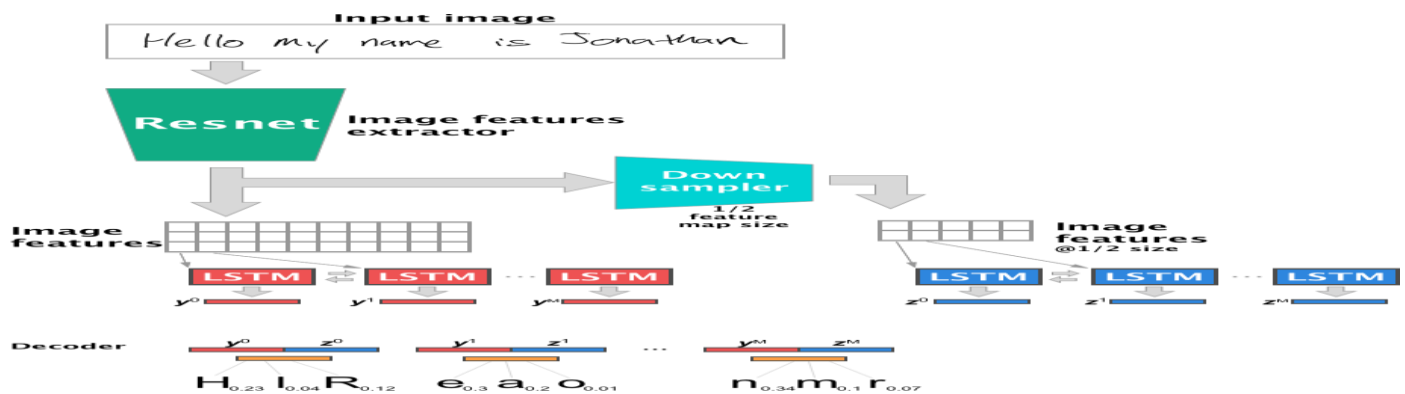 Input image
Hello my name is Jonathan
Resnet
Image features
extractor
Down
sampler
1/2
feature
map size
Image
features
Image
features
@1/2 size
LSTM LSTM ... LSTM
LSTM LSTM ... LSTM
y⁰ y¹ yᴹ
z⁰ z¹ zᴹ
Decoder
y⁰ z⁰ y¹ z¹ ... yᴹ zᴹ
H0.23 l0.04 R0.12 e0.3 a0.2 o0.01 n0.34 m0.1 r0.07